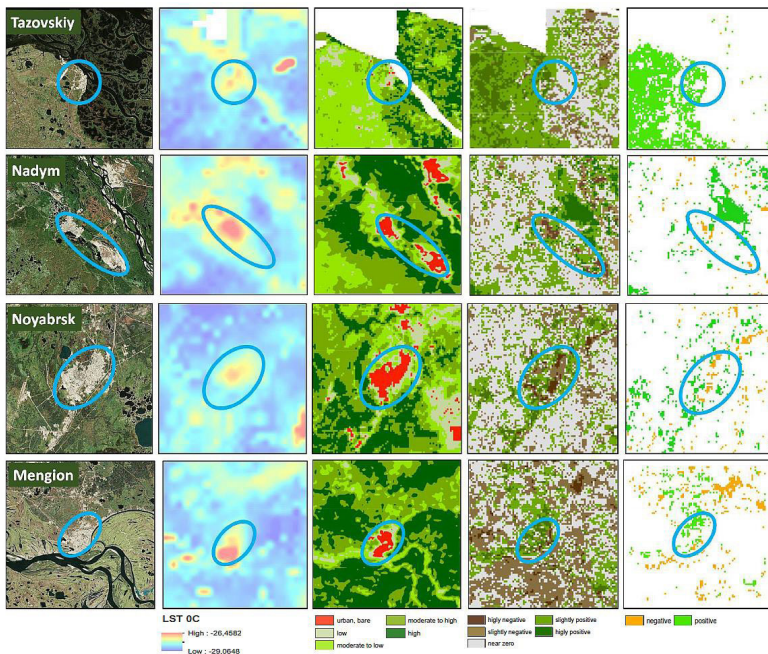 Tazovskiy
Nadym
Noyabrsk
Mengion
LST 0C
High : -26,4582
Low : -29.0648
urban, bare
low
moderate to low
moderate to high
high
higly negative
slightly negative
near zero
slightly positive
higly positive
negative
positive